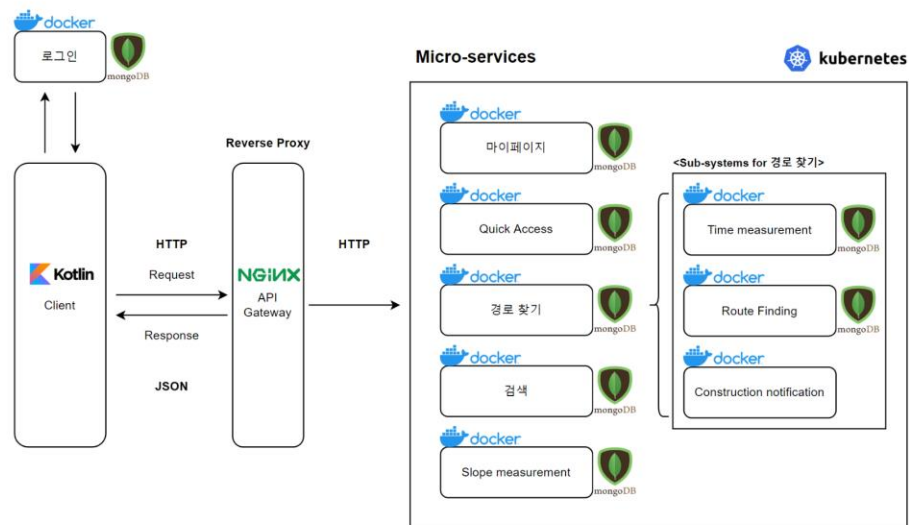 docker
로그인
mongoDB
Kotlin
Client
HTTP
Request
Response
JSON
Reverse Proxy
NGINX
API
Gateway
HTTP
Micro-services
kubernetes
docker
마이페이지
mongoDB
docker
Quick Access
mongoDB
docker
경로 찾기
mongoDB
docker
검색
mongoDB
docker
Slope measurement
mongoDB
<Sub-systems for 경로 찾기>
docker
Time measurement
mongoDB
docker
Route Finding
mongoDB
docker
Construction notification